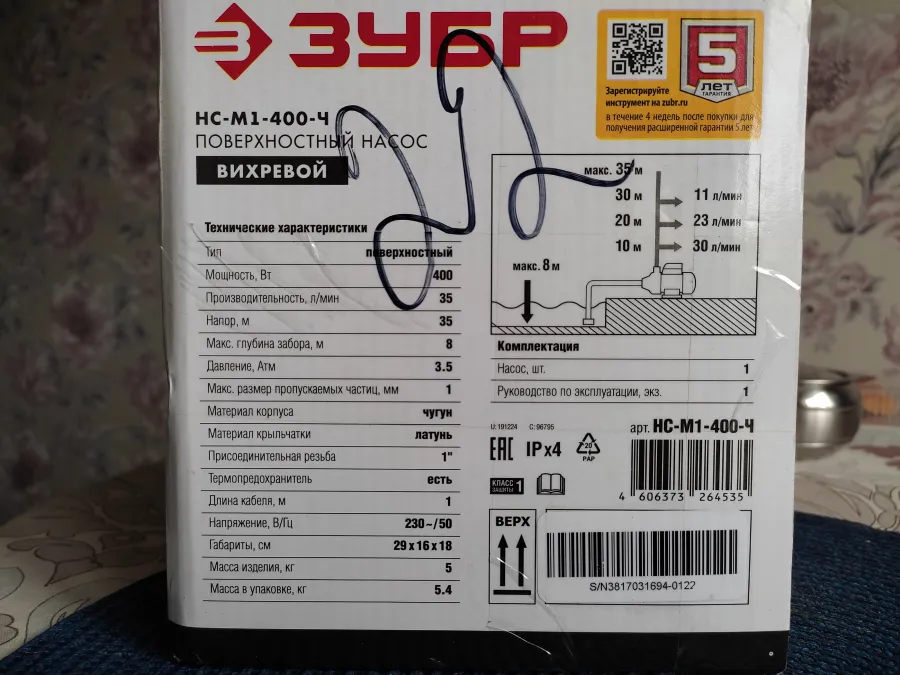 ЗУБР
5
ЛЕТ
ГАРАНТИЯ
Зарегистрируйте
инструмент на zubr.ru
в течение 4 недель после покупки для
получения расширенной гарантии 5 лет
НС-М1-400-Ч
ПОВЕРХНОСТНЫЙ НАСОС
ВИХРЕВОЙ
Технические характеристики
Тип поверхностный
Мощность, Вт 400
Производительность, л/мин 35
Напор, м 35
Макс. глубина забора, м 8
Давление, Атм 3.5
Макс. размер пропускаемых частиц, мм 1
Материал корпуса чугун
Материал крыльчатки латунь
Присоединительная резьба 1"
Термопредохранитель есть
Длина кабеля, м 1
Напряжение, В/Гц 230~/50
Габариты, см 29 х 16 х 18
Масса изделия, кг 5
Масса в упаковке, кг 5.4
макс. 35 м
30 м 11 л/мин
20 м 23 л/мин
10 м 30 л/мин
макс. 8 м
Комплектация
Насос, шт. 1
Руководство по эксплуатации, экз. 1
арт. НС-М1-400-Ч
U: 191224 C: 96795
EAC IPx4 20 PAP
КЛАСС ЗАЩИТЫ 1
4 606373 264535
ВЕРХ
S/N3817031694-0122